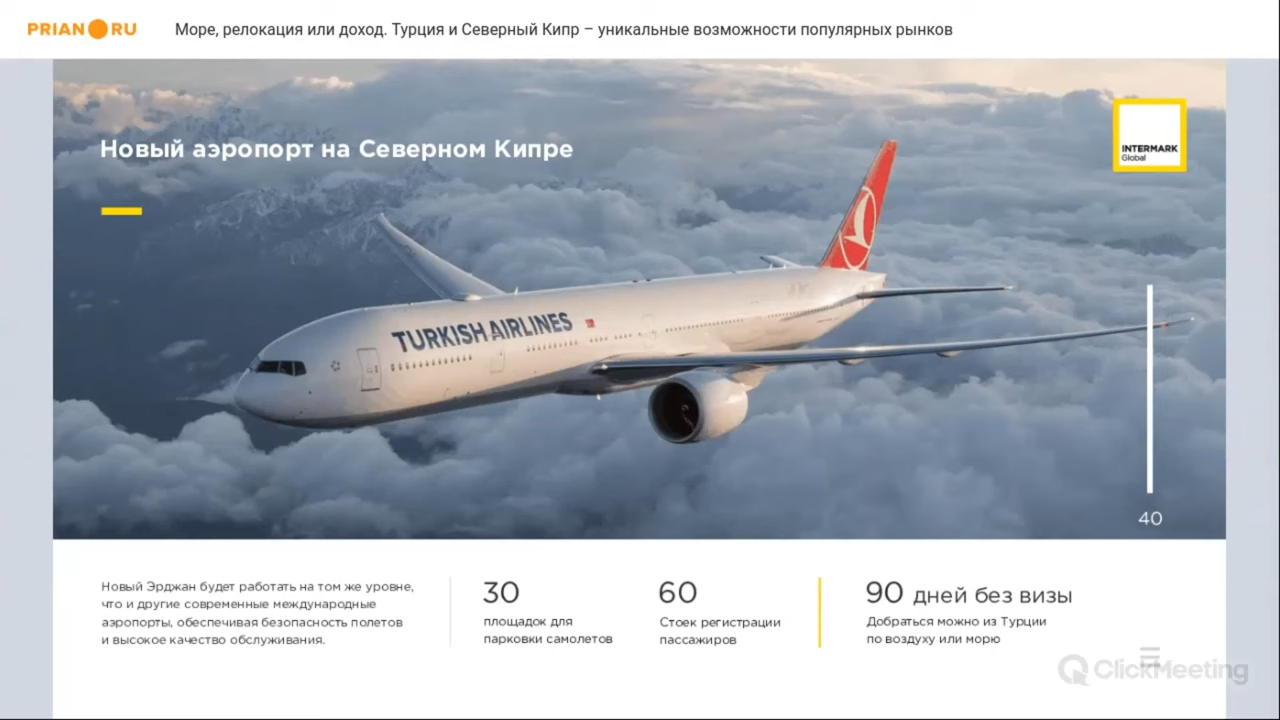 PRIAN RU
Море, релокация или доход. Турция и Северный Кипр – уникальные возможности популярных рынков
Новый аэропорт на Северном Кипре
INTERMARK
Global
TURKISH AIRLINES
40
Новый Эрджан будет работать на том же уровне,
что и другие современные международные
аэропорты, обеспечивая безопасность полетов
и высокое качество обслуживания.
30
площадок для
парковки самолетов
60
Стоек регистрации
пассажиров
90 дней без визы
Добраться можно из Турции
по воздуху или морю
ClickMeeting